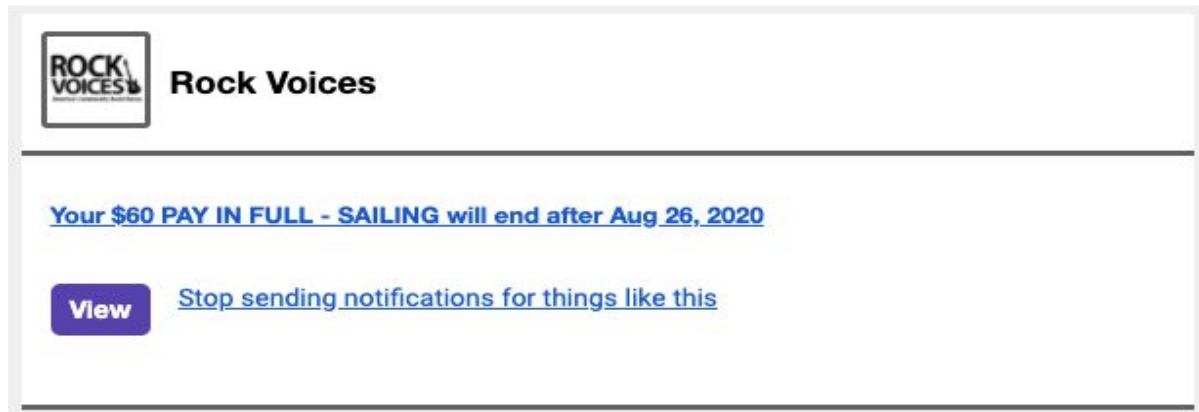 ROCK
VOICES
Rock Voices
Your $60 PAY IN FULL - SAILING will end after Aug 26, 2020
View
Stop sending notifications for things like this